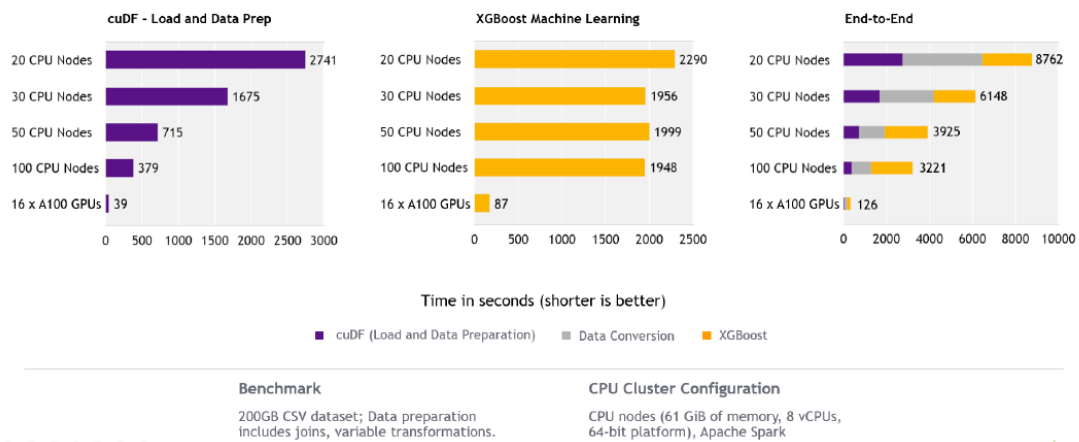 cuDF - Load and Data Prep
20 CPU Nodes 2741
30 CPU Nodes 1675
50 CPU Nodes 715
100 CPU Nodes 379
16 x A100 GPUs 39
0 500 1000 1500 2000 2500 3000
XGBoost Machine Learning
20 CPU Nodes 2290
30 CPU Nodes 1956
50 CPU Nodes 1999
100 CPU Nodes 1948
16 x A100 GPUs 87
0 500 1000 1500 2000 2500
End-to-End
20 CPU Nodes 8762
30 CPU Nodes 6148
50 CPU Nodes 3925
100 CPU Nodes 3221
16 x A100 GPUs 126
0 2000 4000 6000 8000 10000
Time in seconds (shorter is better)
cuDF (Load and Data Preparation) Data Conversion XGBoost
Benchmark
200GB CSV dataset; Data preparation
includes joins, variable transformations.
CPU Cluster Configuration
CPU nodes (61 GiB of memory, 8 vCPUs,
64-bit platform), Apache Spark